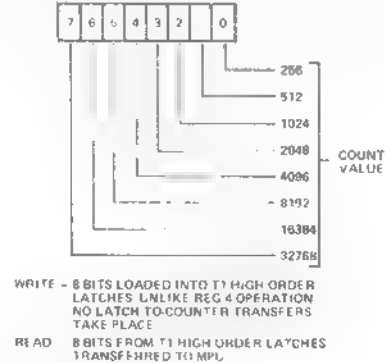 7 6 5 4 3 2 0
256
512
1024
2048
4096
8192
16384
32768
COUNT
VALUE
WRITE - 8 BITS LOADED INTO T1 HIGH ORDER
LATCHES UNLIKE REG 4 OPERATION
NO LATCH TO COUNTER TRANSFERS
TAKE PLACE
READ 8 BITS FROM T1 HIGH ORDER LATCHES
TRANSFERRED TO MPU